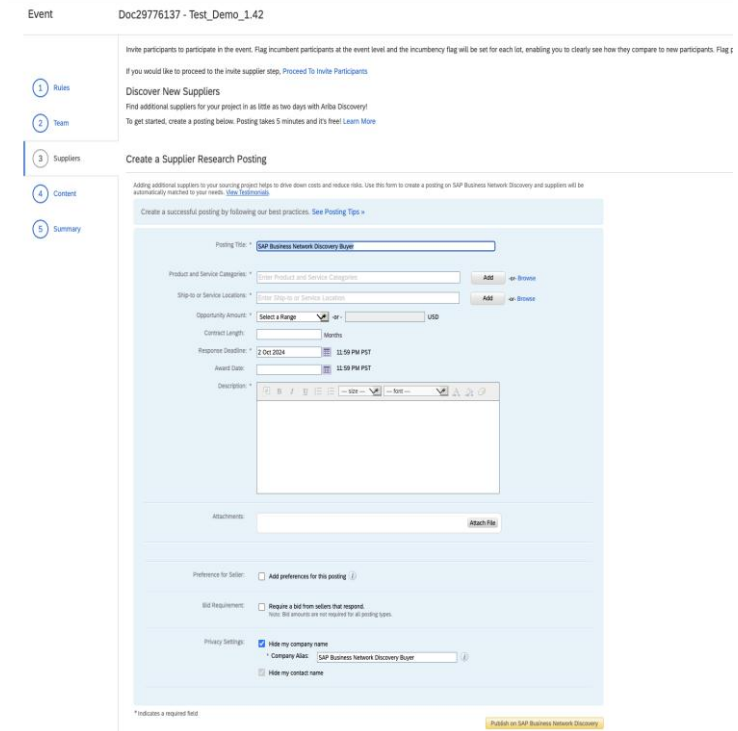 Event
Doc29776137 - Test_Demo_1.42
Invite participants to participate in the event. Flag incumbent participants at the event level and the incumbency flag will be set for each lot, enabling you to clearly see how they compare to new participants. Flag p
If you would like to proceed to the invite supplier step, Proceed To Invite Participants
1 Rules
Discover New Suppliers
Find additional suppliers for your project in as little as two days with Ariba Discovery!
2 Team
To get started, create a posting below. Posting takes 5 minutes and it's free! Learn More
3 Suppliers
Create a Supplier Research Posting
Adding additional suppliers to your sourcing project helps to drive down costs and reduce risks. Use this form to create a posting on SAP Business Network Discovery and suppliers will be
automatically matched to your needs. View Testimonials.
4 Content
Create a successful posting by following our best practices. See Posting Tips »
5 Summary
Posting Title: * SAP Business Network Discovery Buyer
Product and Service Categories: * Enter Product and Service Categories Add -or- Browse
Ship-to or Service Locations: * Enter Ship-to or Service Location Add -or- Browse
Opportunity Amount: * Select a Range -or- USD
Contract Length: Months
Response Deadline: * 2 Oct 2024 11:59 PM PST
Award Date: 11:59 PM PST
Description: * B I U — size — — font —
Attachments: Attach File
Preference for Seller: Add preferences for this posting
Bid Requirement: Require a bid from sellers that respond.
Note: Bid amounts are not required for all posting types.
Privacy Settings: Hide my company name
* Company Alias: SAP Business Network Discovery Buyer
Hide my contact name
* Indicates a required field
Publish on SAP Business Network Discovery